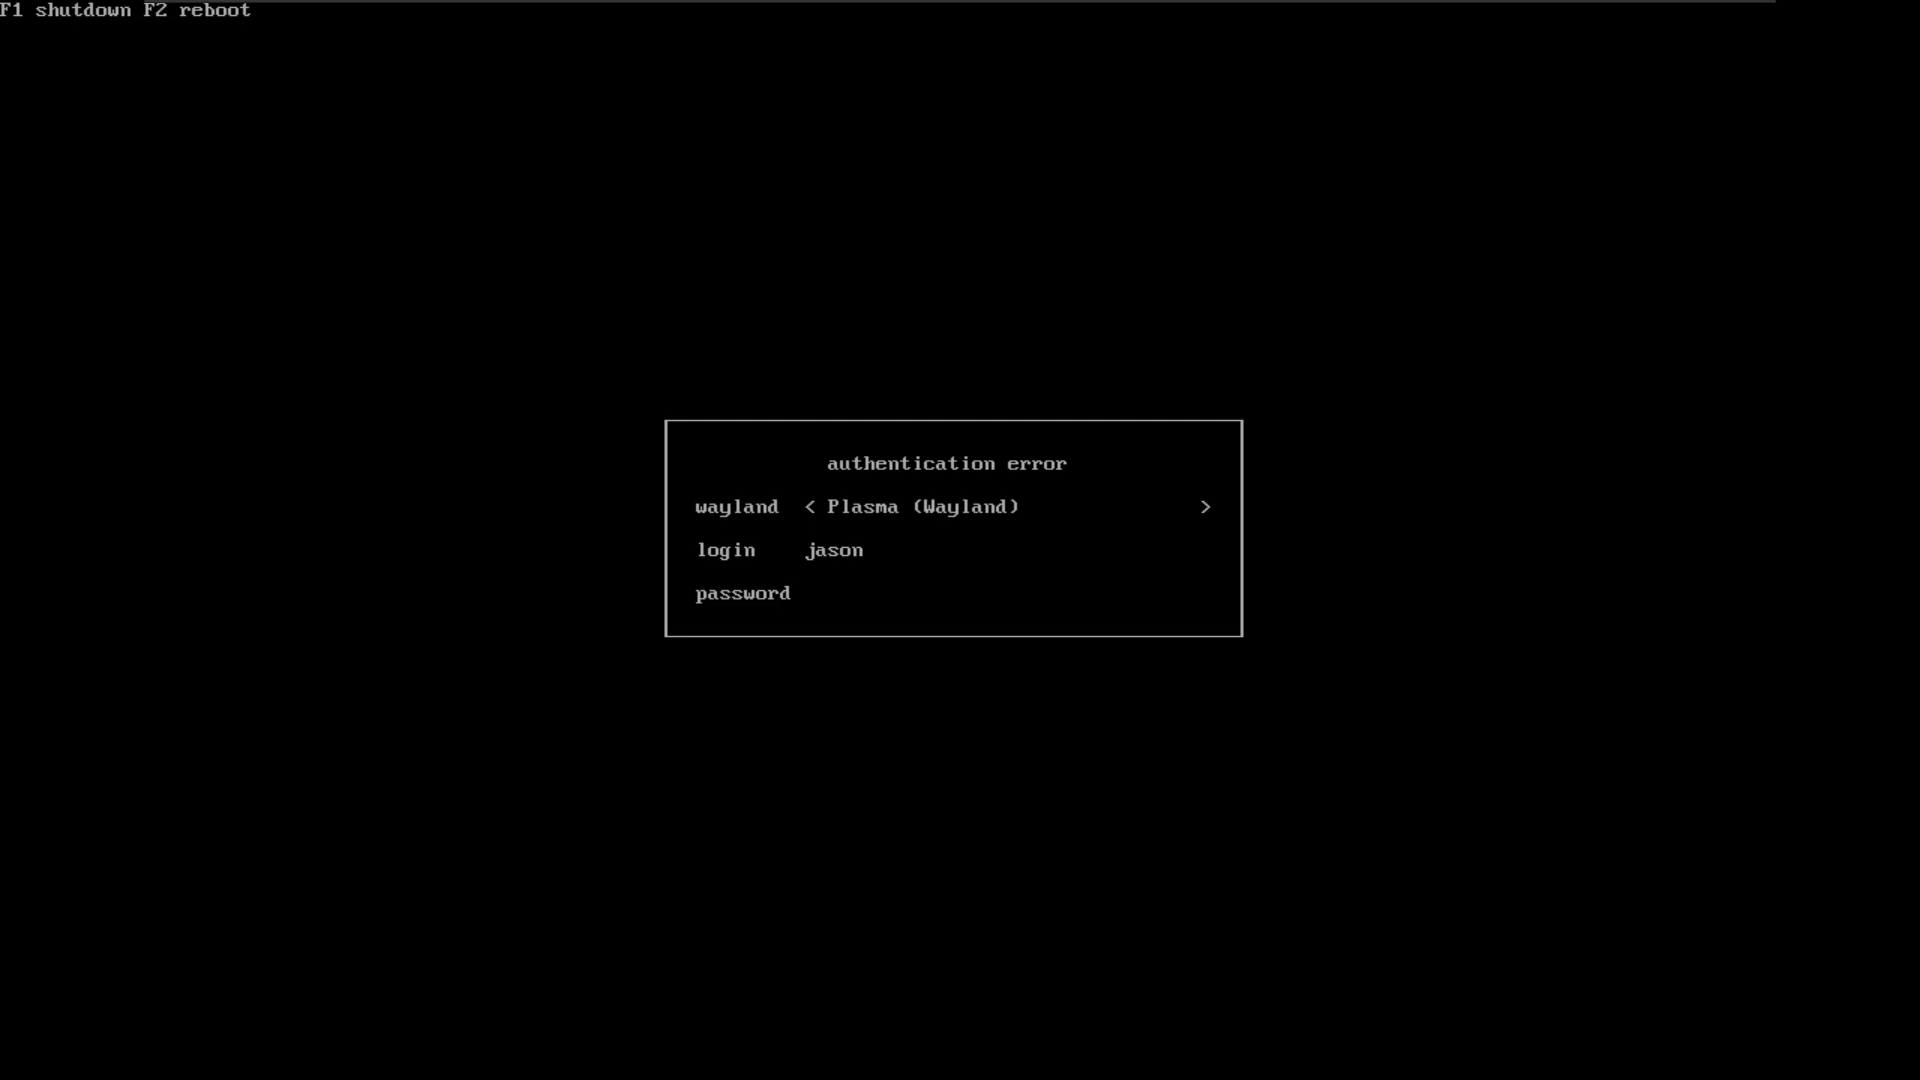 F1 shutdown F2 reboot
authentication error
wayland < Plasma (Wayland) >
login jason
password